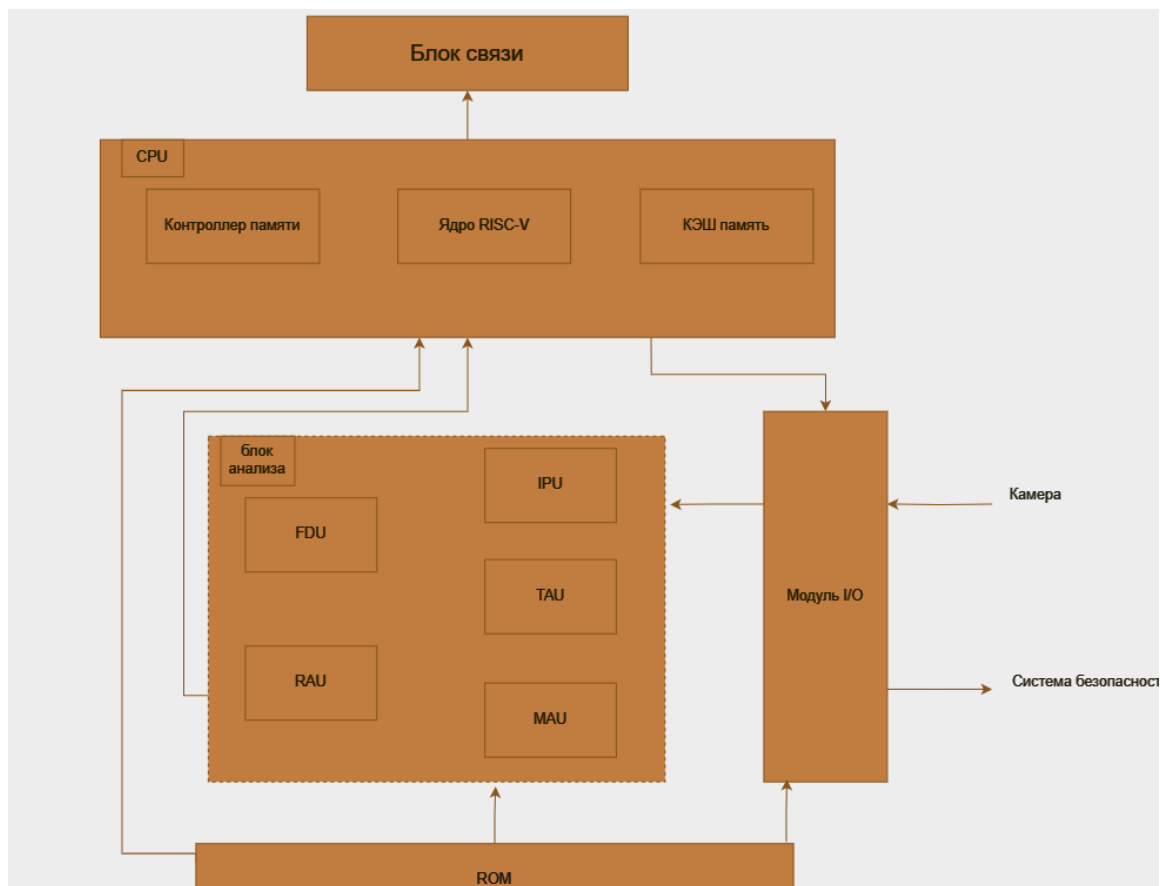 Блок связи
CPU
Контроллер памяти
Ядро RISC-V
КЭШ память
блок
анализа
IPU
FDU
Камера
TAU
Модуль I/O
RAU
Система безопасност
MAU
ROM